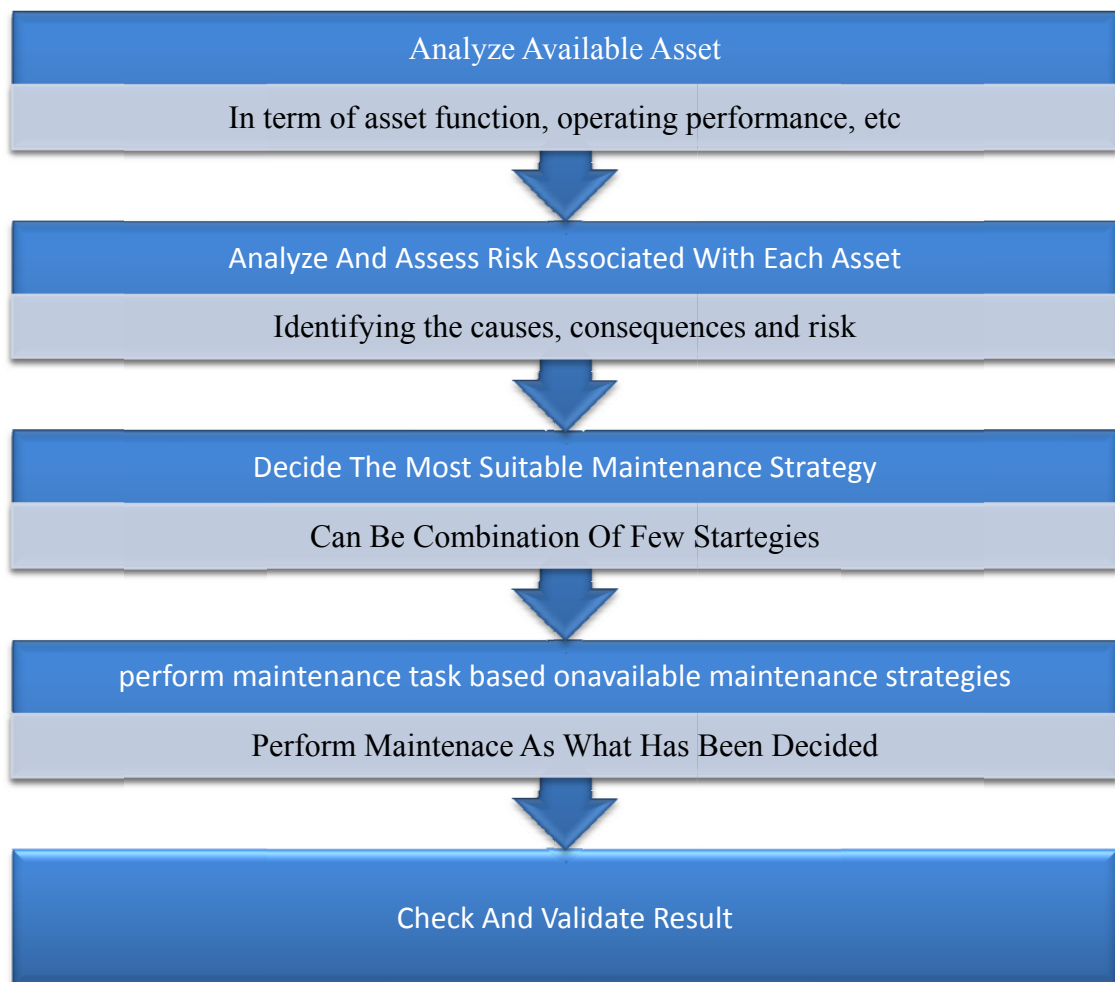 Analyze Available Asset
In term of asset function, operating performance, etc
Analyze And Assess Risk Associated With Each Asset
Identifying the causes, consequences and risk
Decide The Most Suitable Maintenance Strategy
Can Be Combination Of Few Startegies
perform maintenance task based onavailable maintenance strategies
Perform Maintenace As What Has Been Decided
Check And Validate Result